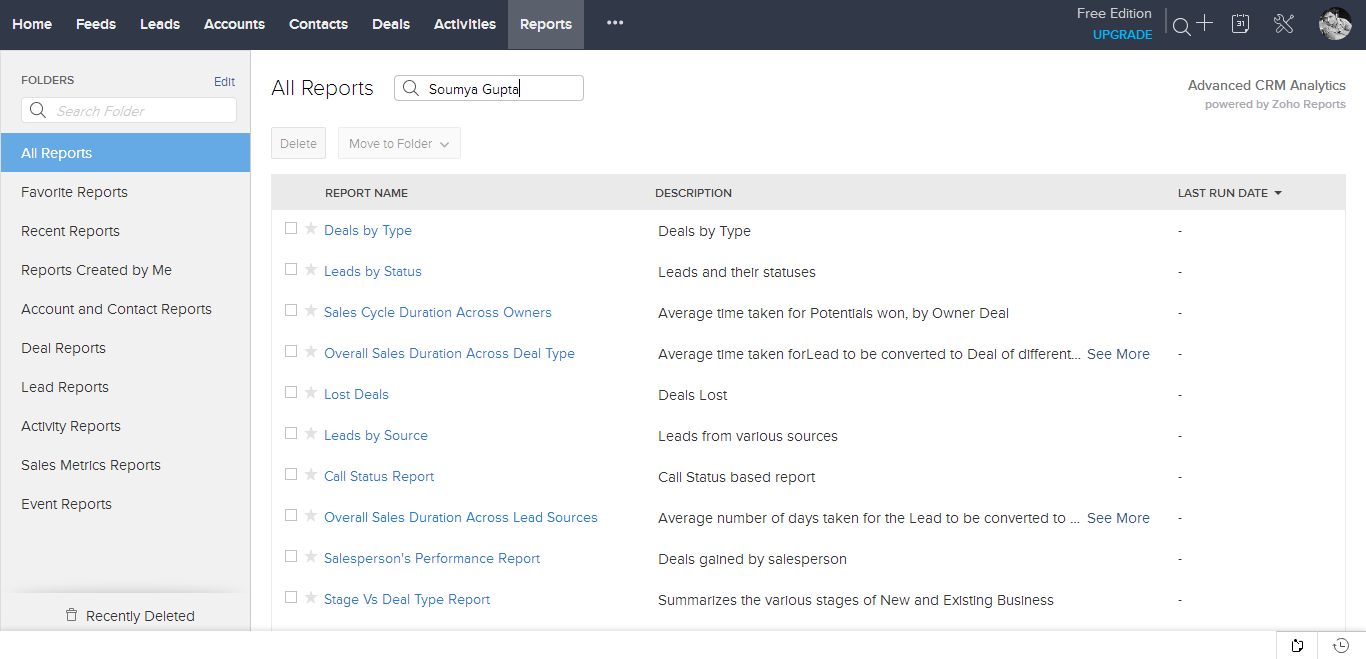 Home Feeds Leads Accounts Contacts Deals Activities Reports ••• Free Edition
UPGRADE
31
FOLDERS Edit
Search Folder
All Reports
Favorite Reports
Recent Reports
Reports Created by Me
Account and Contact Reports
Deal Reports
Lead Reports
Activity Reports
Sales Metrics Reports
Event Reports
Recently Deleted
All Reports Soumya Gupta
Advanced CRM Analytics
powered by Zoho Reports
Delete Move to Folder
REPORT NAME DESCRIPTION LAST RUN DATE
Deals by Type Deals by Type -
Leads by Status Leads and their statuses -
Sales Cycle Duration Across Owners Average time taken for Potentials won, by Owner Deal -
Overall Sales Duration Across Deal Type Average time taken forLead to be converted to Deal of different... See More -
Lost Deals Deals Lost -
Leads by Source Leads from various sources -
Call Status Report Call Status based report -
Overall Sales Duration Across Lead Sources Average number of days taken for the Lead to be converted to ... See More -
Salesperson's Performance Report Deals gained by salesperson -
Stage Vs Deal Type Report Summarizes the various stages of New and Existing Business -